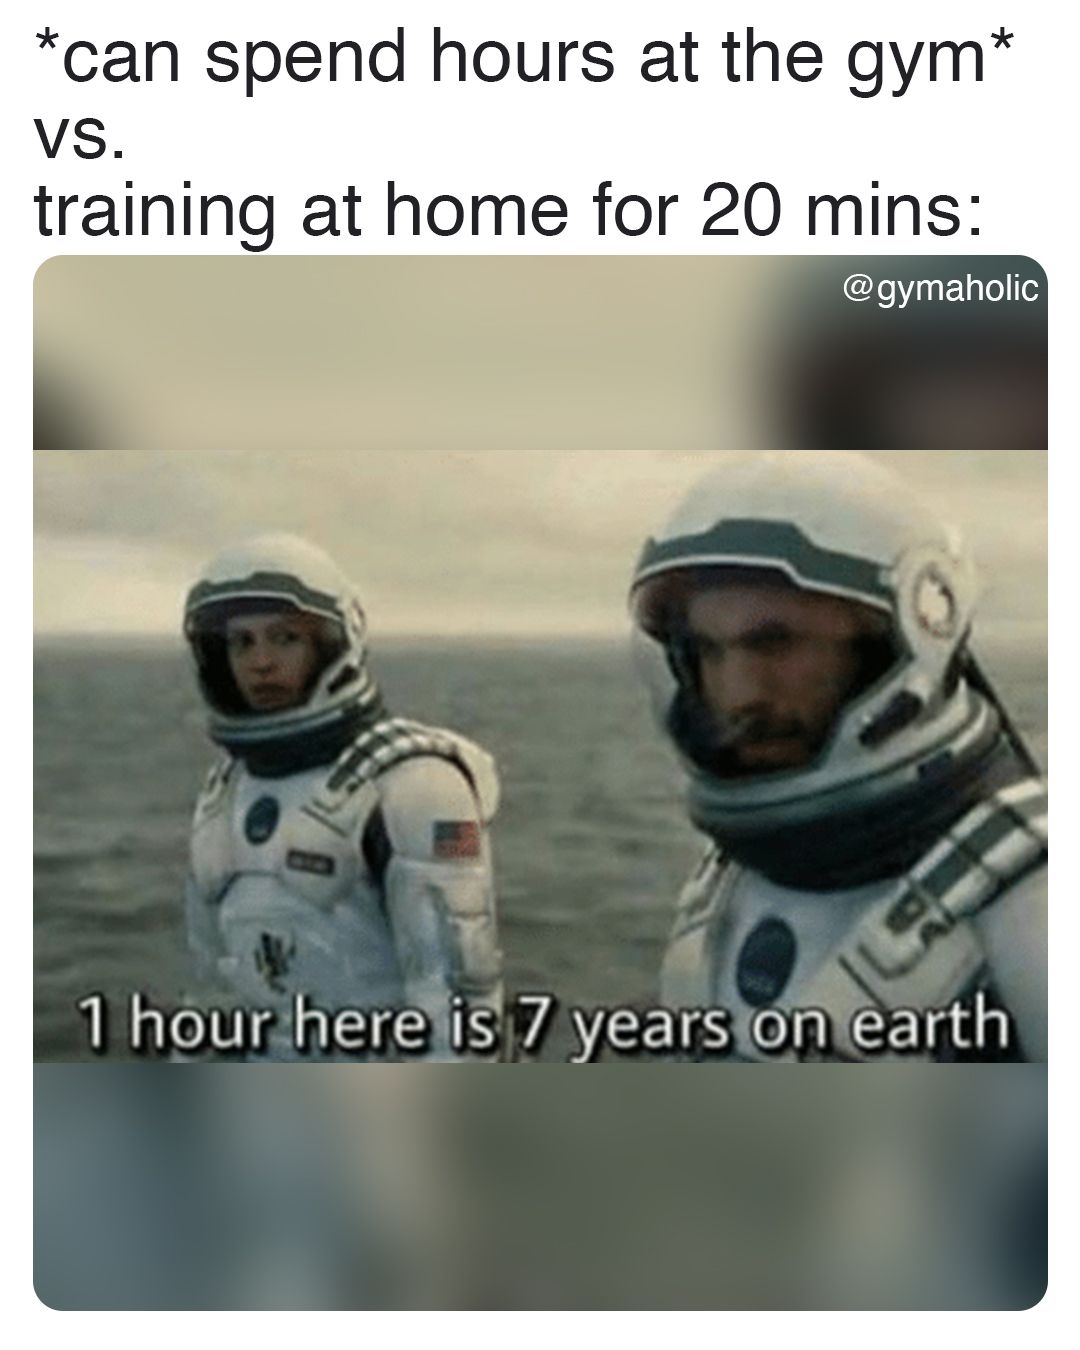 *can spend hours at the gym*
vs.
training at home for 20 mins:
@gymaholic
1 hour here is 7 years on earth